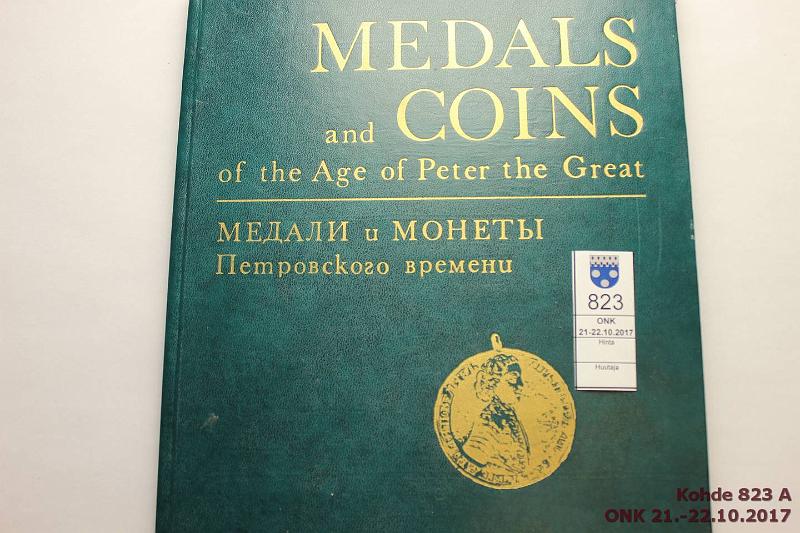 MEDALS
and COINS
of the Age of Peter the Great
МЕДАЛИ и МОНЕТЫ
Петровского времени
823
ONK
21-22.10.2017
Hinta
Huutaja
Kohde 823 A
ONK 21.-22.10.2017